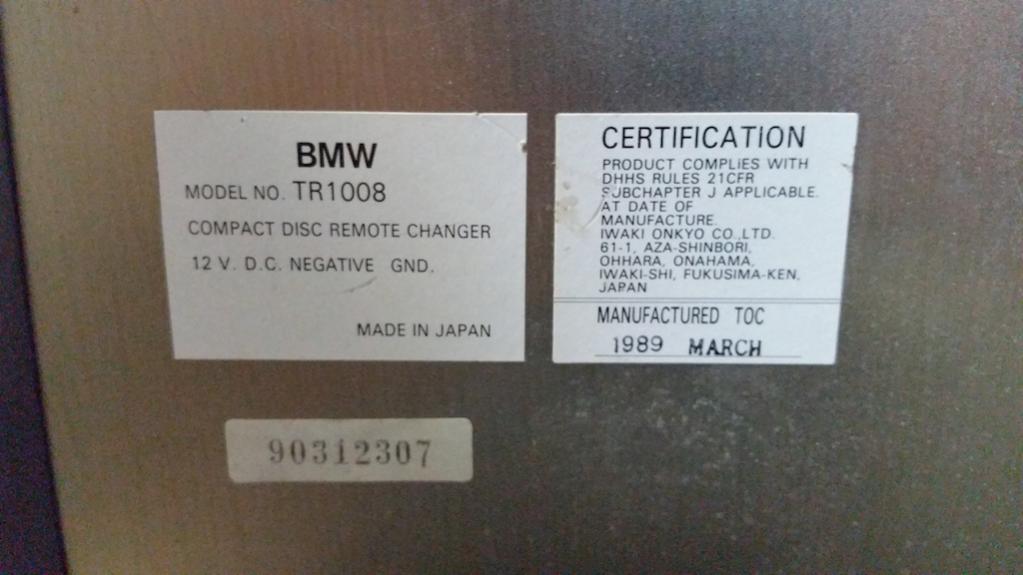 BMW
MODEL NO. TR1008
COMPACT DISC REMOTE CHANGER
12 V. D.C. NEGATIVE GND.
MADE IN JAPAN
CERTIFICATION
PRODUCT COMPLIES WITH
DHHS RULES 21CFR
SUBCHAPTER J APPLICABLE.
AT DATE OF
MANUFACTURE.
IWAKI ONKYO CO.,LTD.
61-1, AZA-SHINBORI,
OHHARA, ONAHAMA,
IWAKI-SHI, FUKUSIMA-KEN,
JAPAN
MANUFACTURED TOC
1989 MARCH
90312307